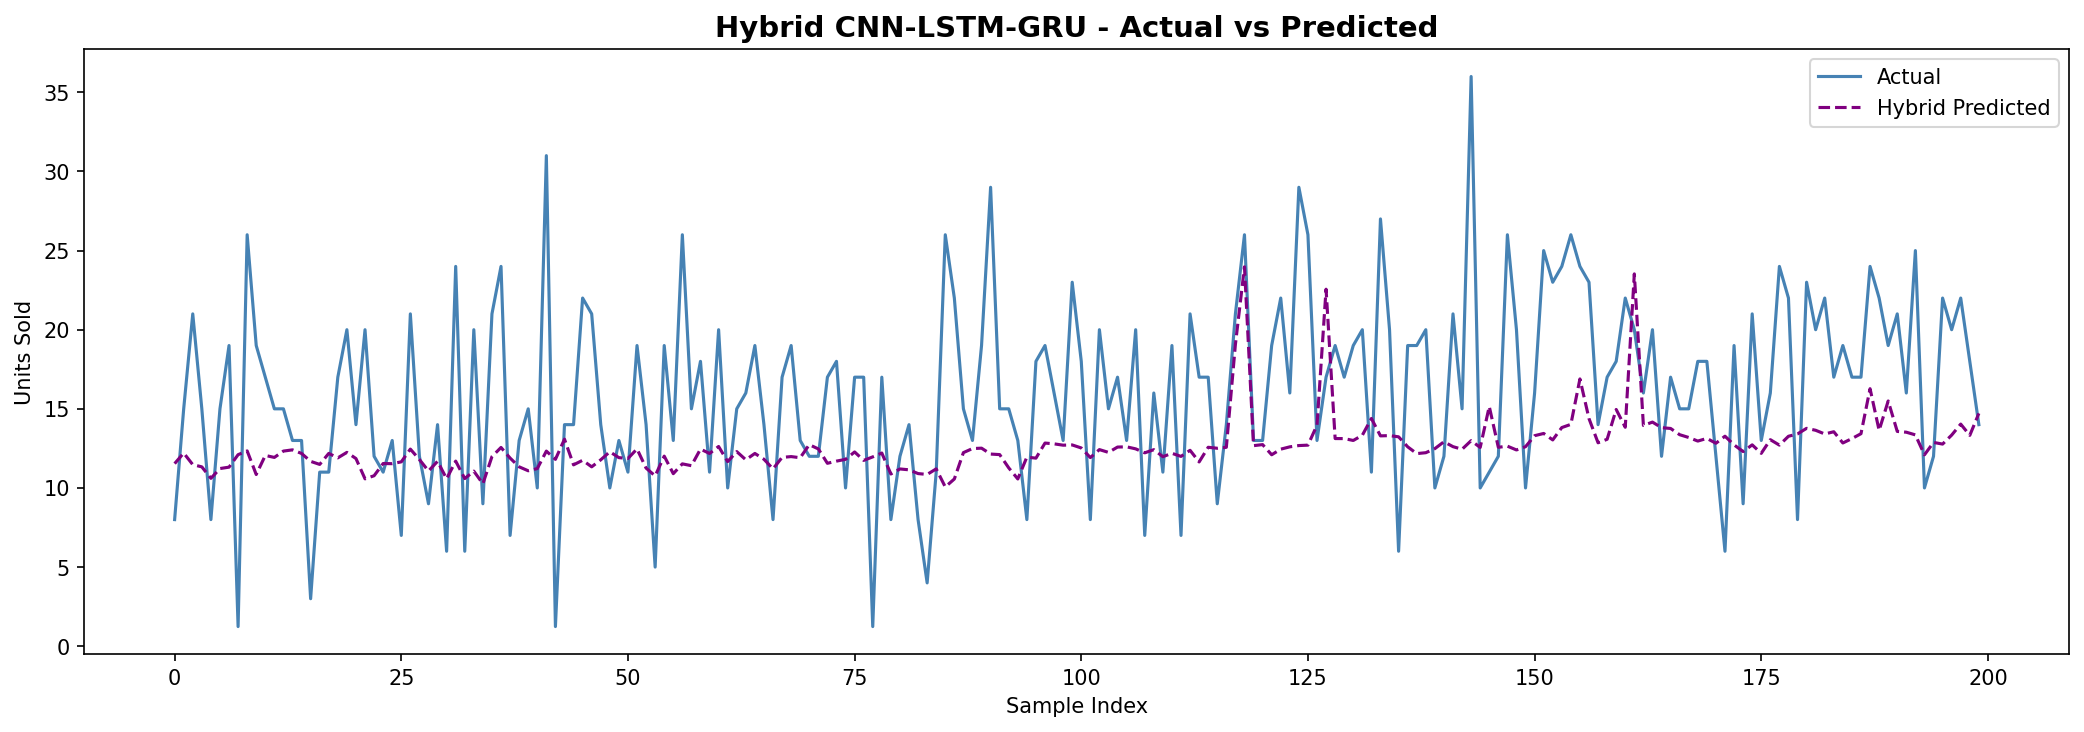 Hybrid CNN-LSTM-GRU - Actual vs Predicted
Actual
Hybrid Predicted
Units Sold
35
30
25
20
15
10
5
0
0 25 50 75 100 125 150 175 200
Sample Index